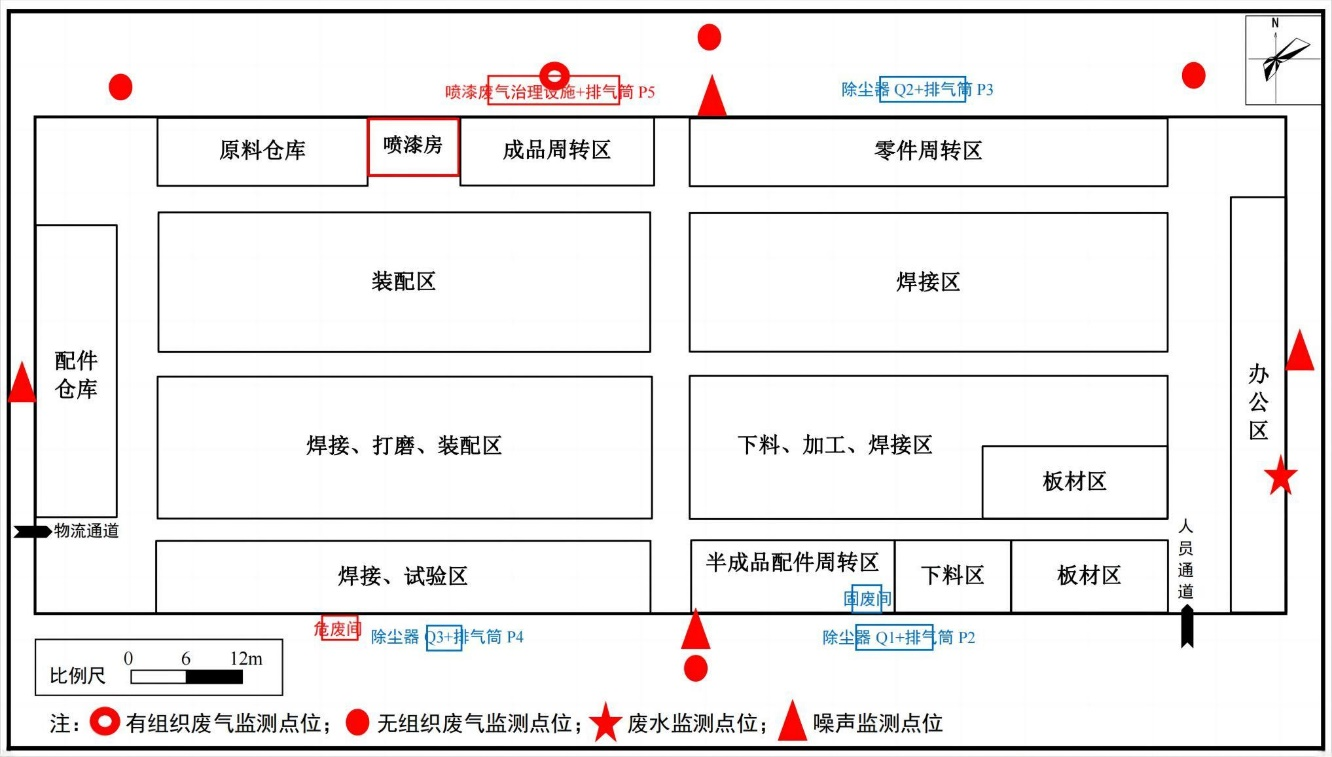 N
喷漆废气治理设施+排气筒 P5
除尘器 Q2+排气筒 P3
原料仓库
喷漆房
成品周转区
零件周转区
装配区
焊接区
配件
仓库
办公区
焊接、打磨、装配区
下料、加工、焊接区
板材区
物流通道
人员通道
焊接、试验区
半成品配件周转区
下料区
板材区
固废间
危废间
除尘器 Q3+排气筒 P4
除尘器 Q1+排气筒 P2
比例尺
0 6 12m
注：有组织废气监测点位；无组织废气监测点位；废水监测点位；噪声监测点位